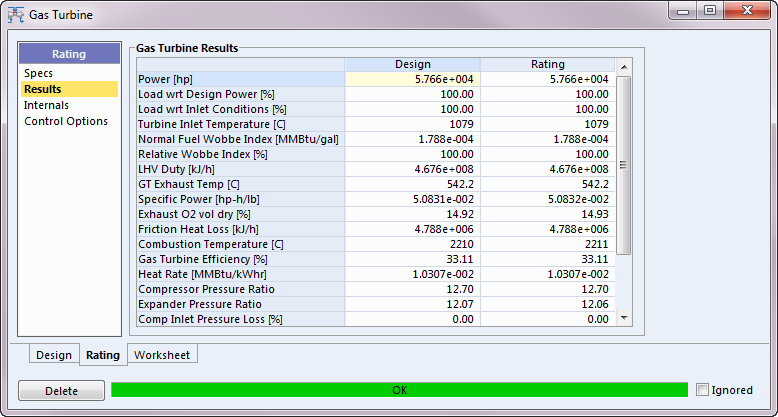 Gas Turbine
Rating
Specs
Results
Internals
Control Options
Gas Turbine Results
Design Rating
Power [hp] 5.766e+004 5.766e+004
Load wrt Design Power [%] 100.00 100.00
Load wrt Inlet Conditions [%] 100.00 100.00
Turbine Inlet Temperature [C] 1079 1079
Normal Fuel Wobbe Index [MMBtu/gal] 1.788e-004 1.788e-004
Relative Wobbe Index [%] 100.00 100.00
LHV Duty [kJ/h] 4.676e+008 4.676e+008
GT Exhaust Temp [C] 542.2 542.2
Specific Power [hp-h/lb] 5.0831e-002 5.0832e-002
Exhaust O2 vol dry [%] 14.92 14.93
Friction Heat Loss [kJ/h] 4.788e+006 4.788e+006
Combustion Temperature [C] 2210 2211
Gas Turbine Efficiency [%] 33.11 33.11
Heat Rate [MMBtu/kWhr] 1.0307e-002 1.0307e-002
Compressor Pressure Ratio 12.70 12.70
Expander Pressure Ratio 12.07 12.06
Comp Inlet Pressure Loss [%] 0.00 0.00
Design Rating Worksheet
Delete OK Ignored